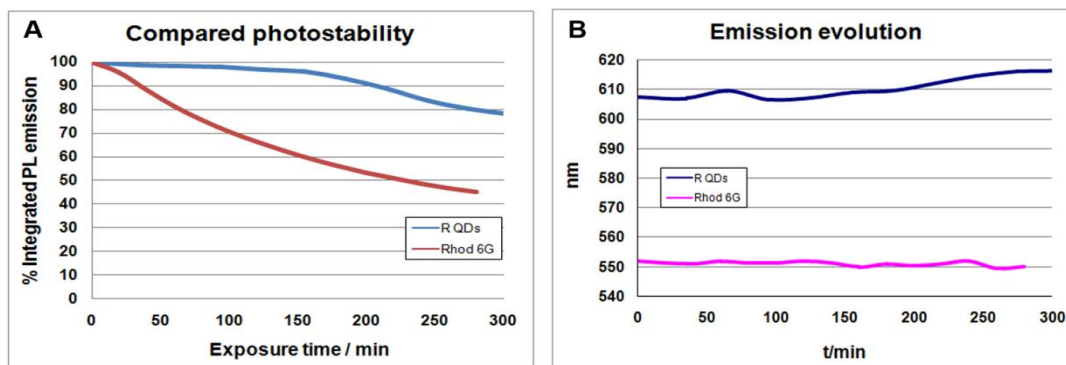 A
Compared photostability
% Integrated PL emission
100
90
80
70
60
50
40
30
20
10
0
R QDs
Rhod 6G
0 50 100 150 200 250 300
Exposure time / min
B
Emission evolution
nm
620
610
600
590
580
570
560
550
540
R QDs
Rhod 6G
0 50 100 150 200 250 300
t/min